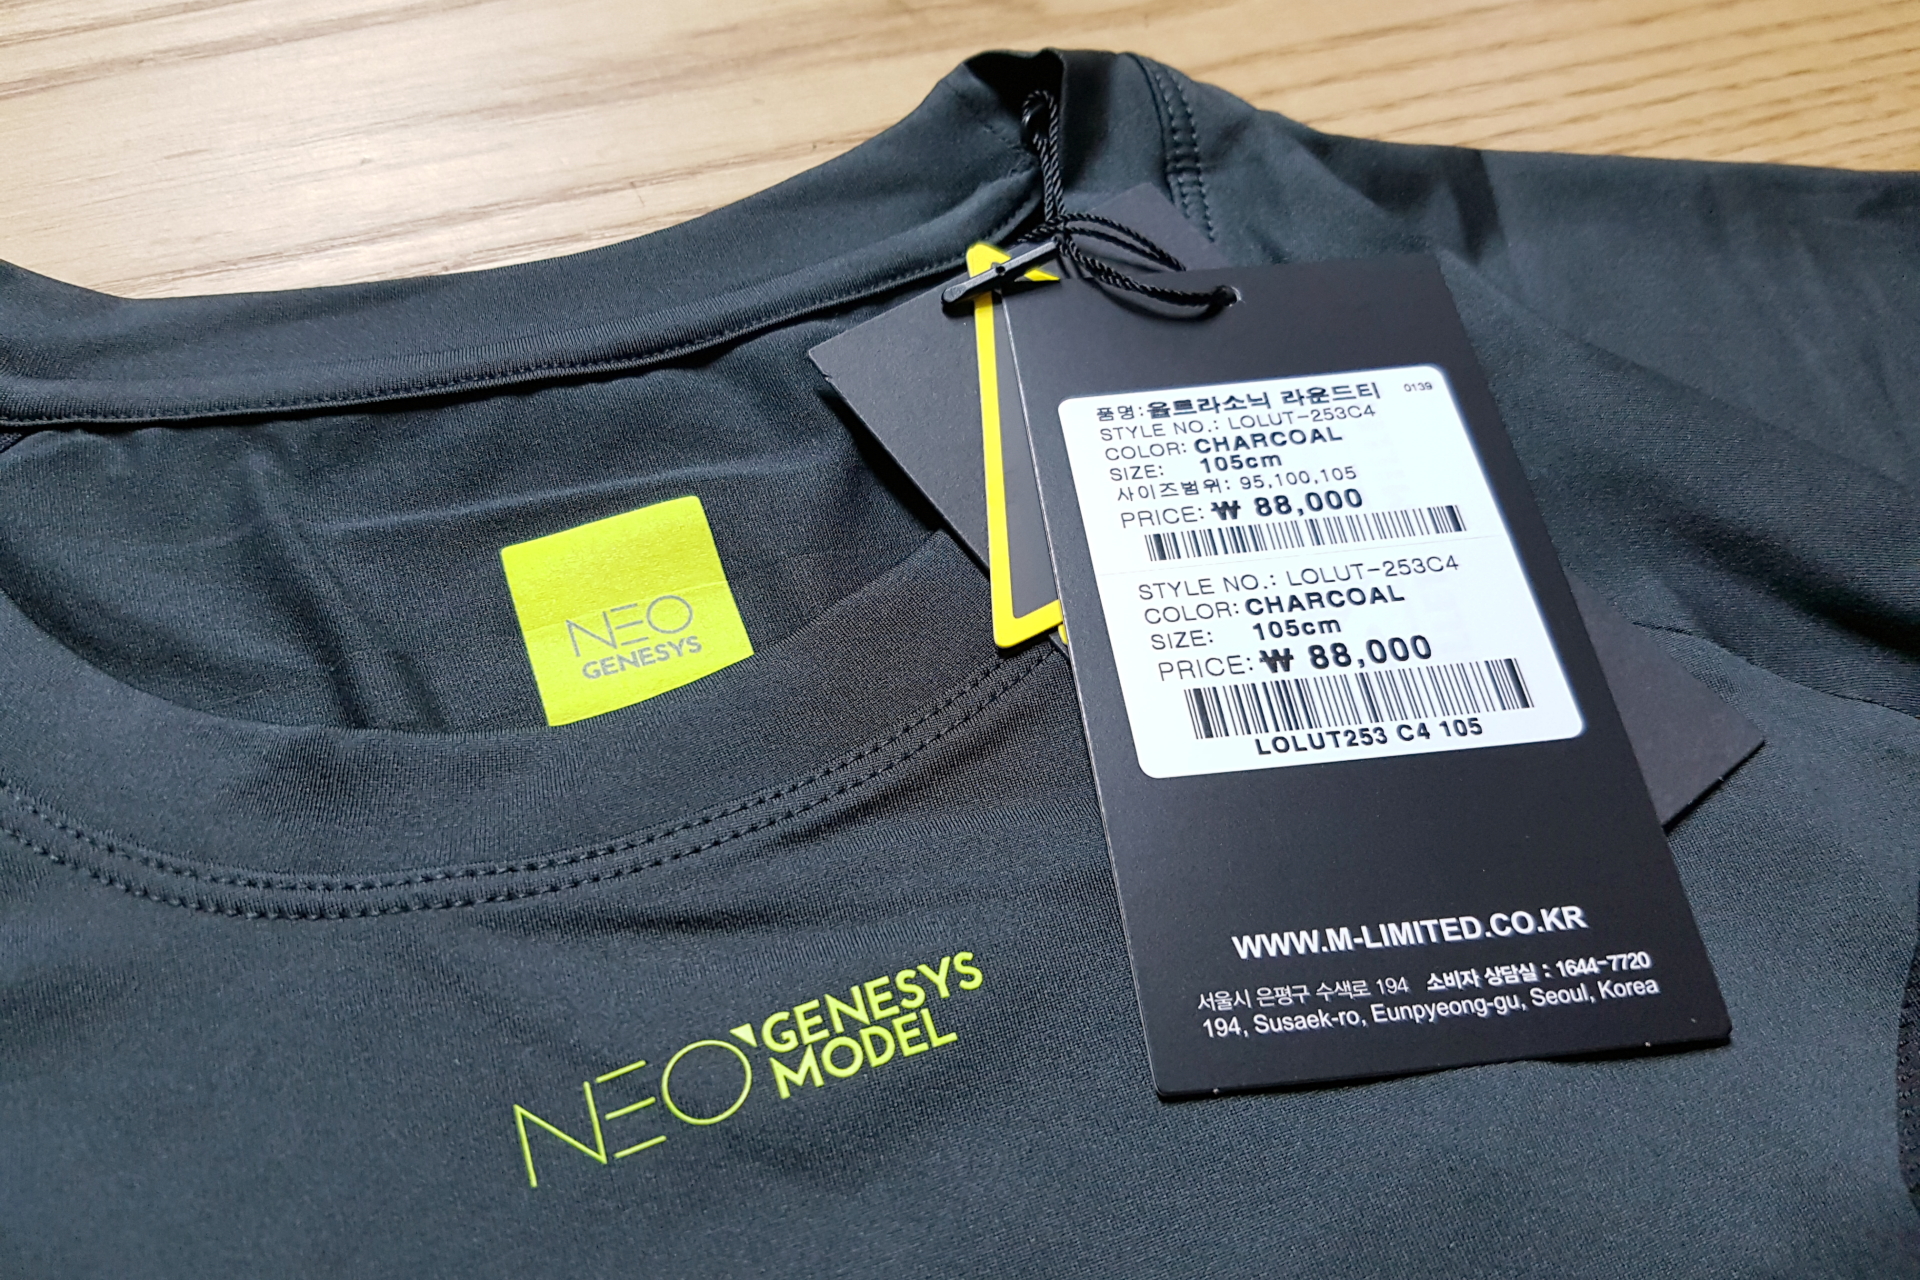 NEO
GENESYS
NEO
GENESYS
MODEL
품명:울트라소닉 라운드티 0139
STYLE NO.: LOLUT-253C4
COLOR: CHARCOAL
SIZE: 105cm
사이즈범위: 95,100,105
PRICE: ₩ 88,000
STYLE NO.: LOLUT-253C4
COLOR: CHARCOAL
SIZE: 105cm
PRICE: ₩ 88,000
LOLUT253 C4 105
WWW.M-LIMITED.CO.KR
서울시 은평구 수색로 194 소비자 상담실 : 1644-7720
194, Susaek-ro, Eunpyeong-gu, Seoul, Korea